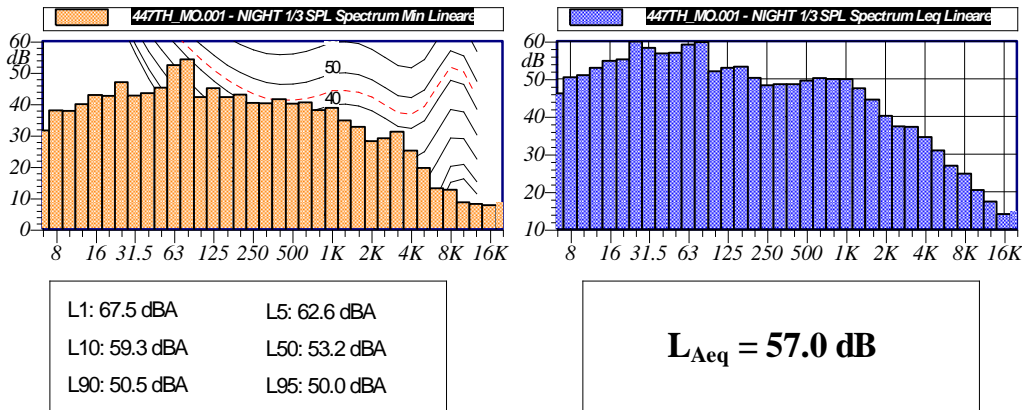 447TH_MO.001 - NIGHT 1/3 SPL Spectrum Min Lineare
60
dB
50
40
30
20
10
0
50
40
8 16 31.5 63 125 250 500 1K 2K 4K 8K 16K
447TH_MO.001 - NIGHT 1/3 SPL Spectrum Leq Lineare
60
dB
50
40
30
20
10
8 16 31.5 63 125 250 500 1K 2K 4K 8K 16K
L1: 67.5 dBA L5: 62.6 dBA
L10: 59.3 dBA L50: 53.2 dBA
L90: 50.5 dBA L95: 50.0 dBA
LAeq = 57.0 dB